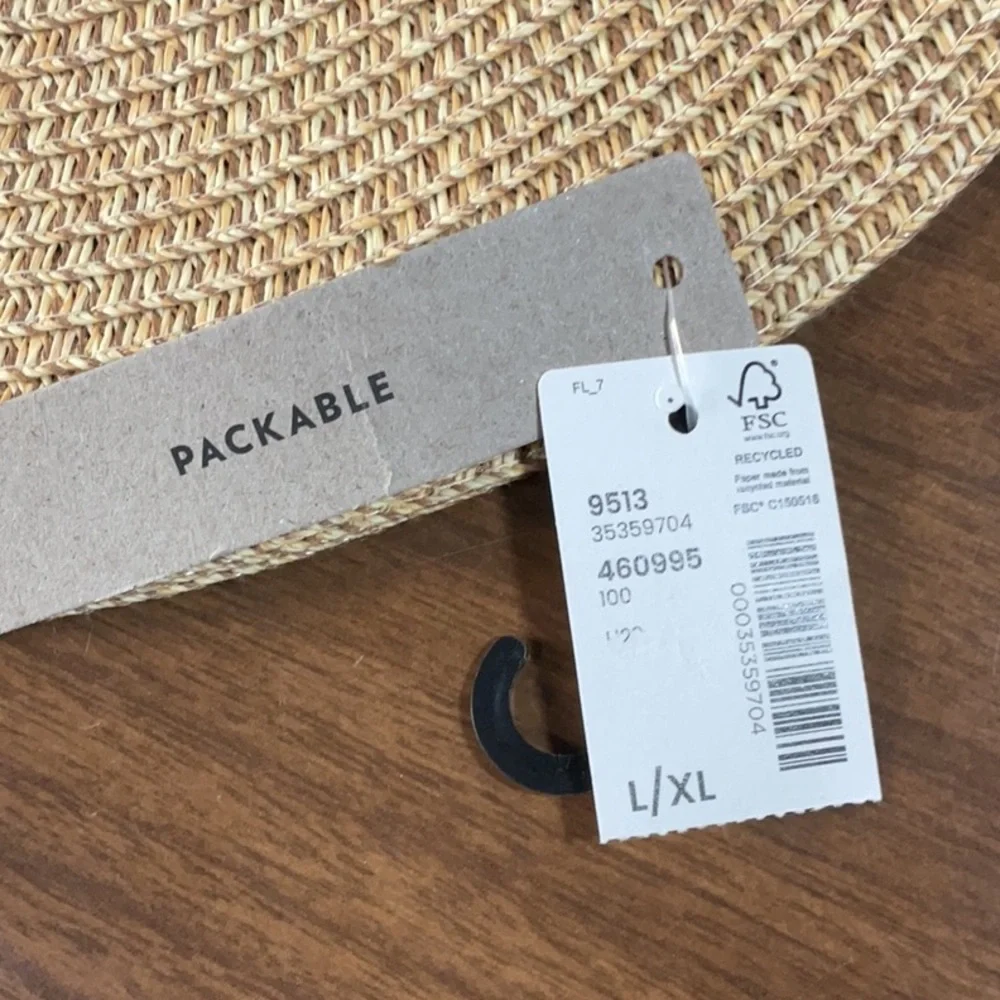 PACKABLE
FL_7
FSC®
www.fsc.org
RECYCLED
Paper made from
recycled material
FSC® C150516
9513
35359704
460995
100
00035359704
L/XL